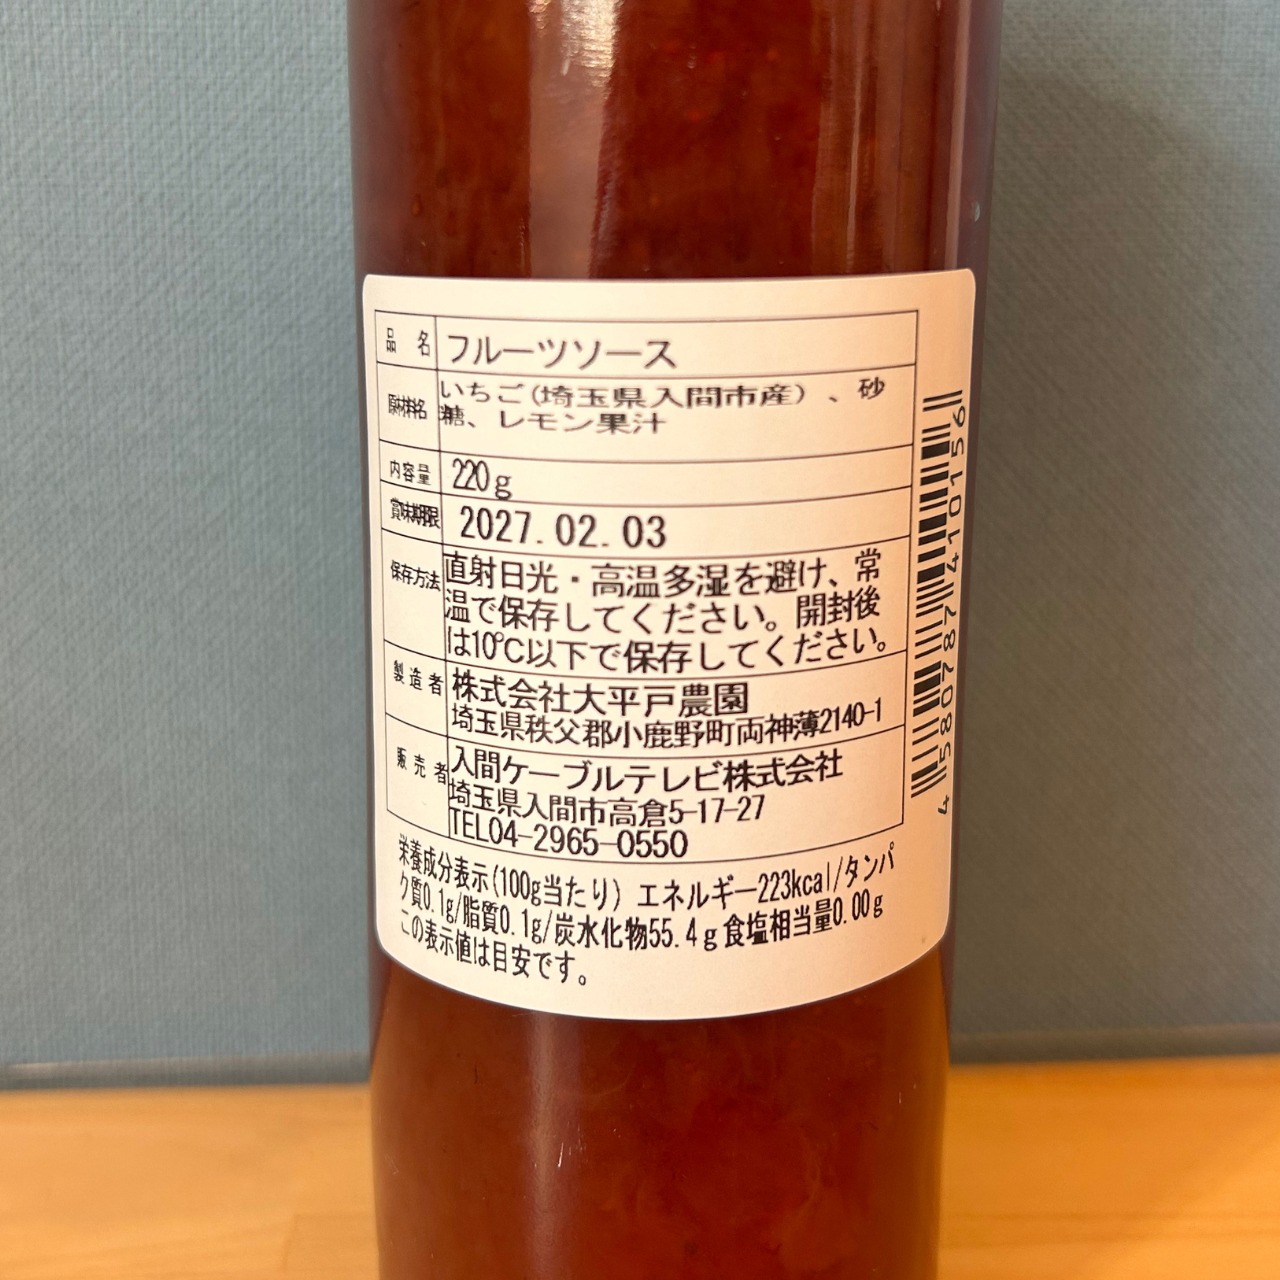 品名 フルーツソース
原材料名 いちご(埼玉県入間市産)、砂
糖、レモン果汁
内容量 220g
賞味期限 2027.02.03
保存方法 直射日光・高温多湿を避け、常
温で保存してください。開封後
は10℃以下で保存してください。
製造者 株式会社大平戸農園
埼玉県秩父郡小鹿野町両神薄2140-1
販売者 入間ケーブルテレビ株式会社
埼玉県入間市高倉5-17-27
TEL04-2965-0550
栄養成分表示(100g当たり) エネルギー223kcal/タンパ
ク質0.1g/脂質0.1g/炭水化物55.4g食塩相当量0.00g
この表示値は目安です。
4 580787 410156